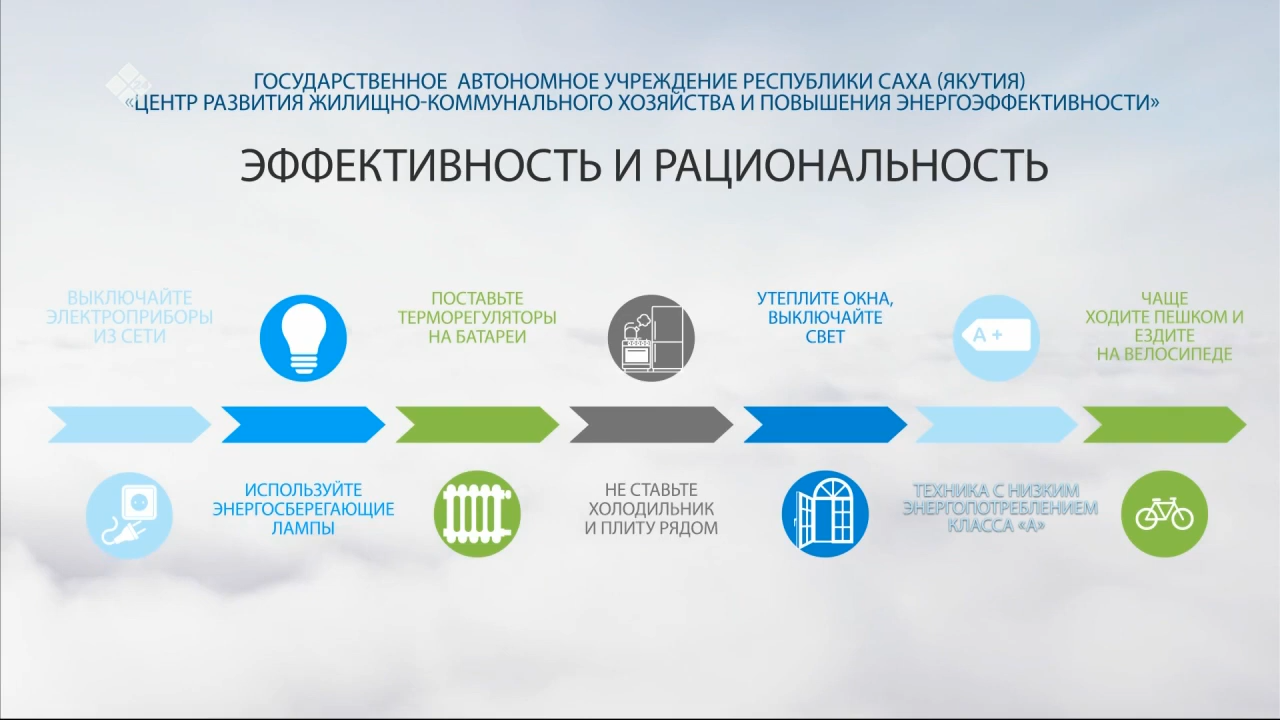 ГОСУДАРСТВЕННОЕ АВТОНОМНОЕ УЧРЕЖДЕНИЕ РЕСПУБЛИКИ САХА (ЯКУТИЯ)
«ЦЕНТР РАЗВИТИЯ ЖИЛИЩНО-КОММУНАЛЬНОГО ХОЗЯЙСТВА И ПОВЫШЕНИЯ ЭНЕРГОЭФФЕКТИВНОСТИ»
ЭФФЕКТИВНОСТЬ И РАЦИОНАЛЬНОСТЬ
ВЫКЛЮЧАЙТЕ
ЭЛЕКТРОПРИБОРЫ
ИЗ СЕТИ
ИСПОЛЬЗУЙТЕ
ЭНЕРГОСБЕРЕГАЮЩИЕ
ЛАМПЫ
ПОСТАВЬТЕ
ТЕРМОРЕГУЛЯТОРЫ
НА БАТАРЕИ
НЕ СТАВЬТЕ
ХОЛОДИЛЬНИК
И ПЛИТУ РЯДОМ
УТЕПЛИТЕ ОКНА,
ВЫКЛЮЧАЙТЕ
СВЕТ
A +
ТЕХНИКА С НИЗКИМ
ЭНЕРГОПОТРЕБЛЕНИЕМ
КЛАССА «А»
ЧАЩЕ
ХОДИТЕ ПЕШКОМ И
ЕЗДИТЕ
НА ВЕЛОСИПЕДЕ